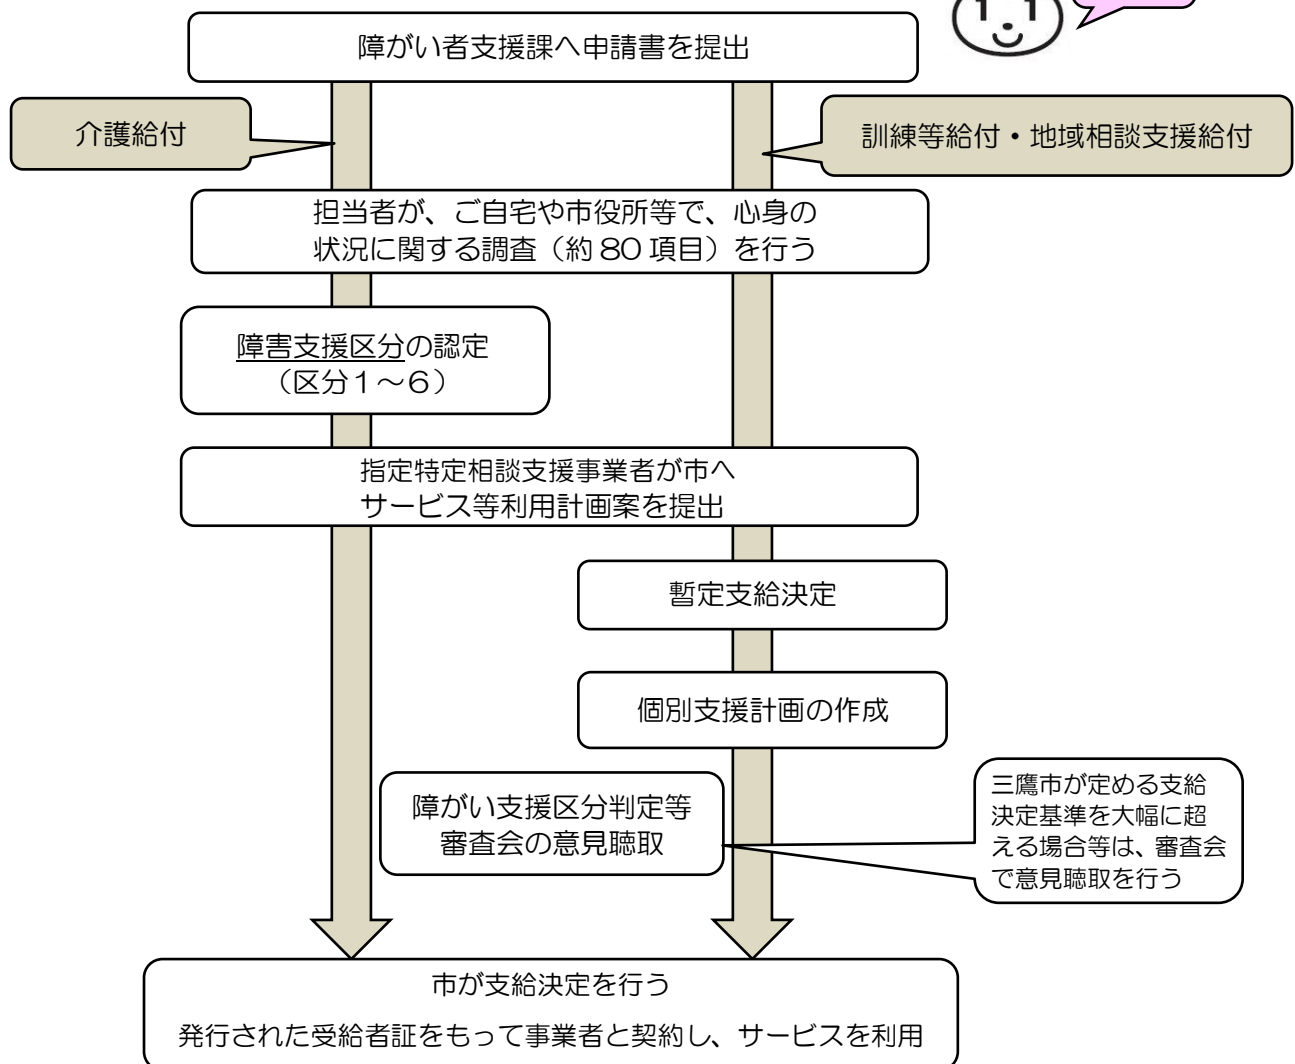 障がい者支援課へ申請書を提出
介護給付
訓練等給付・地域相談支援給付
担当者が、ご自宅や市役所等で、心身の
状況に関する調査（約80項目）を行う
障害支援区分の認定
（区分１～６）
指定特定相談支援事業者が市へ
サービス等利用計画案を提出
暫定支給決定
個別支援計画の作成
障がい支援区分判定等
審査会の意見聴取
三鷹市が定める支給
決定基準を大幅に超
える場合等は、審査会
で意見聴取を行う
市が支給決定を行う
発行された受給者証をもって事業者と契約し、サービスを利用